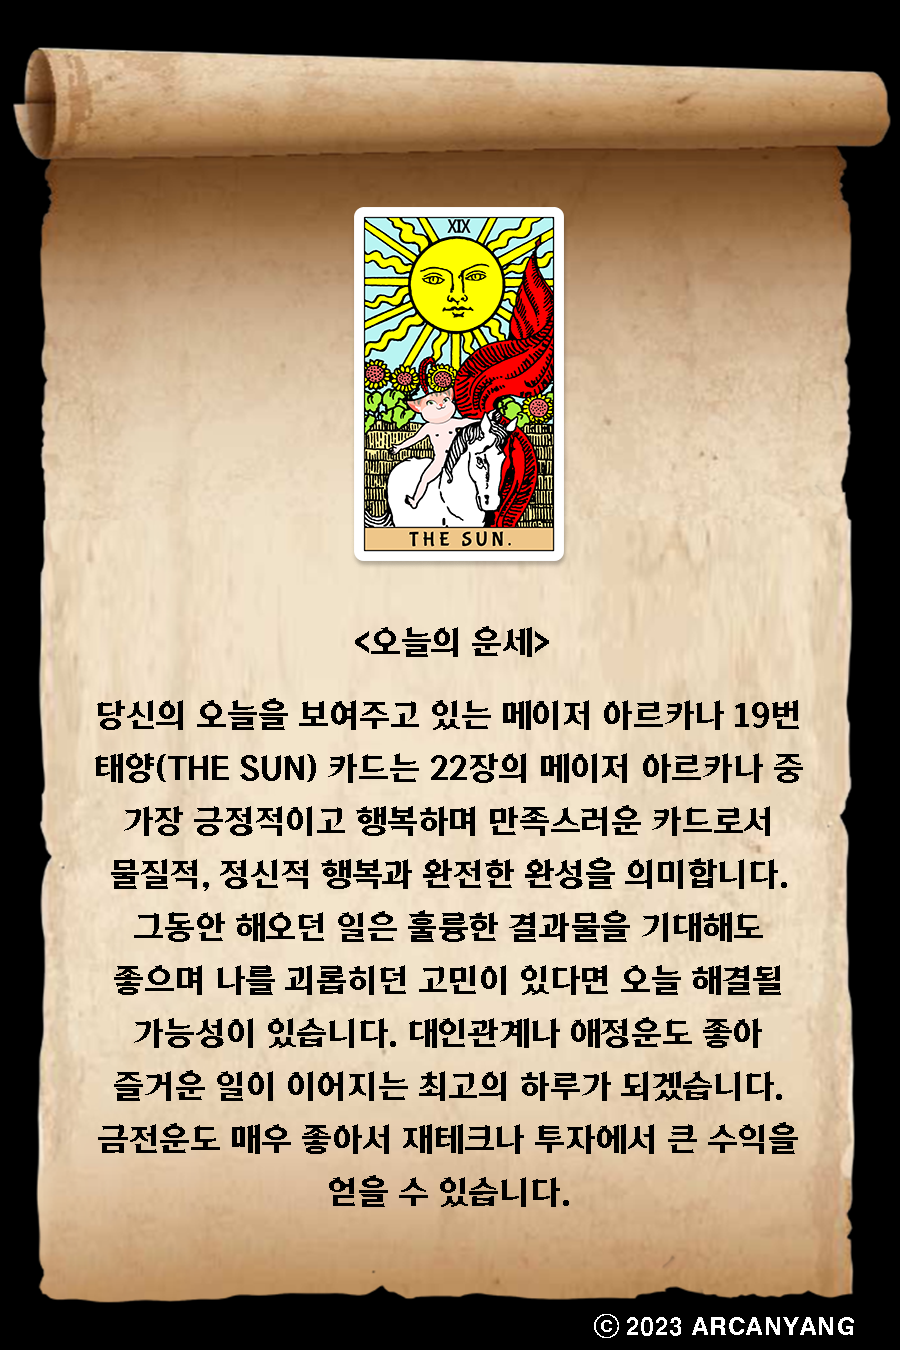 XIX
THE SUN.
<오늘의 운세>
당신의 오늘을 보여주고 있는 메이저 아르카나 19번
태양(THE SUN) 카드는 22장의 메이저 아르카나 중
가장 긍정적이고 행복하며 만족스러운 카드로서
물질적, 정신적 행복과 완전한 완성을 의미합니다.
그동안 해오던 일은 훌륭한 결과물을 기대해도
좋으며 나를 괴롭히던 고민이 있다면 오늘 해결될
가능성이 있습니다. 대인관계나 애정운도 좋아
즐거운 일이 이어지는 최고의 하루가 되겠습니다.
금전운도 매우 좋아서 재테크나 투자에서 큰 수익을
얻을 수 있습니다.
ⓒ 2023 ARCANYANG